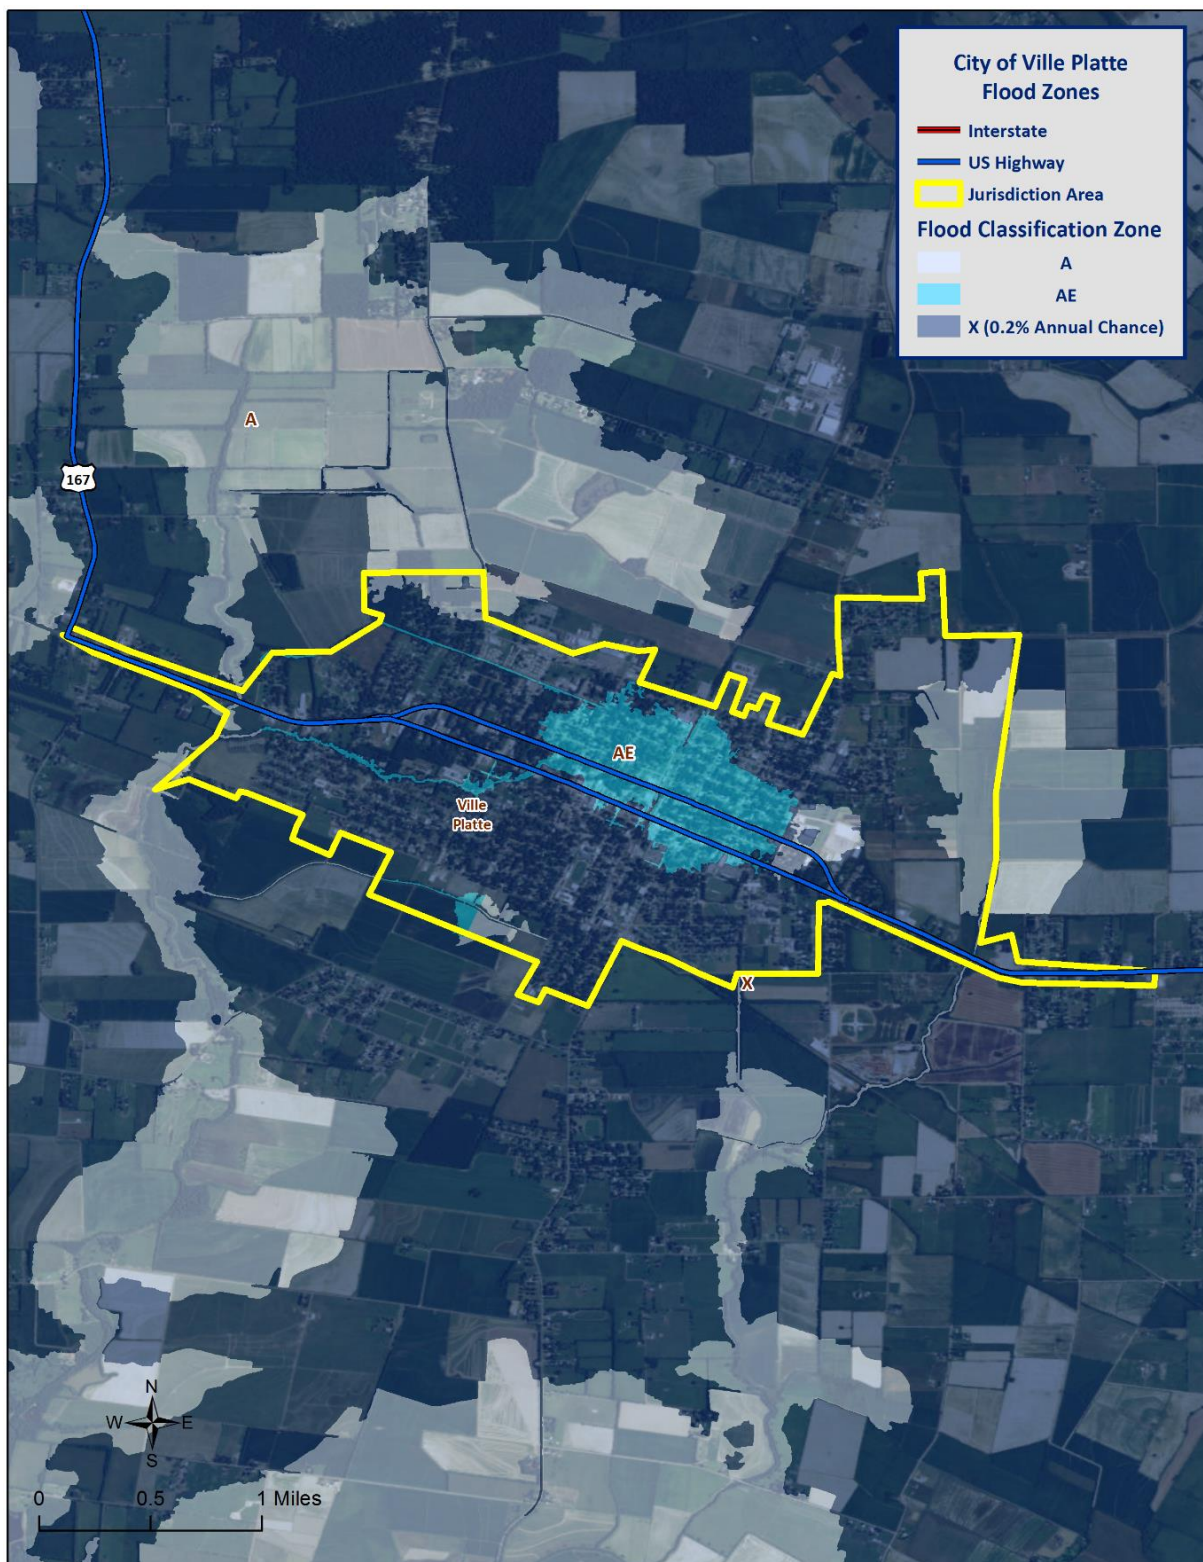 City of Ville Platte
Flood Zones
Interstate
US Highway
Jurisdiction Area
Flood Classification Zone
A
AE
X (0.2% Annual Chance)
A
167
AE
Ville
Platte
X
N
W E
S
0 0.5 1 Miles